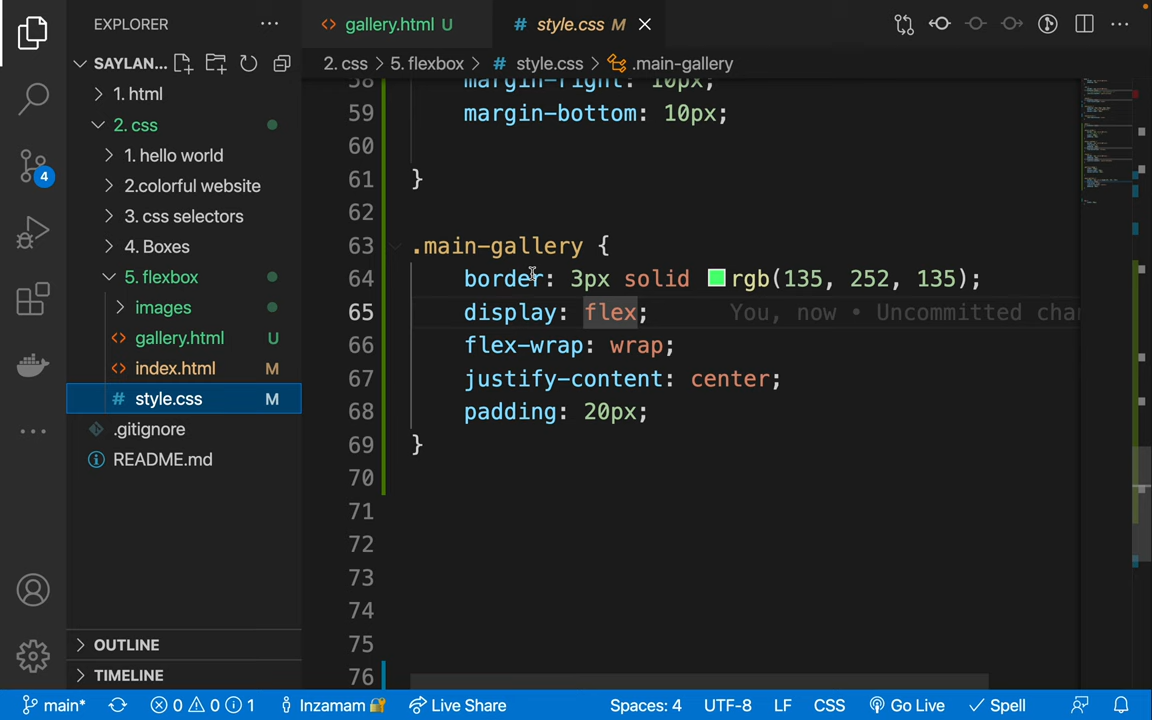 EXPLORER
gallery.html U
style.css M
SAYLAN...
2. css > 5. flexbox > # style.css > .main-gallery
1. html
2. css
1. hello world
2.colorful website
3. css selectors
4. Boxes
5. flexbox
images
gallery.html U
index.html M
# style.css M
.gitignore
README.md
OUTLINE
TIMELINE
58 margin-right: 10px;
59 margin-bottom: 10px;
60
61 }
62
63 .main-gallery {
64 border: 3px solid rgb(135, 252, 135);
65 display: flex; You, now • Uncommitted chan
66 flex-wrap: wrap;
67 justify-content: center;
68 padding: 20px;
69 }
70
71
72
73
74
75
76
4
main* 0 0 1 Inzamam Live Share Spaces: 4 UTF-8 LF CSS Go Live Spell